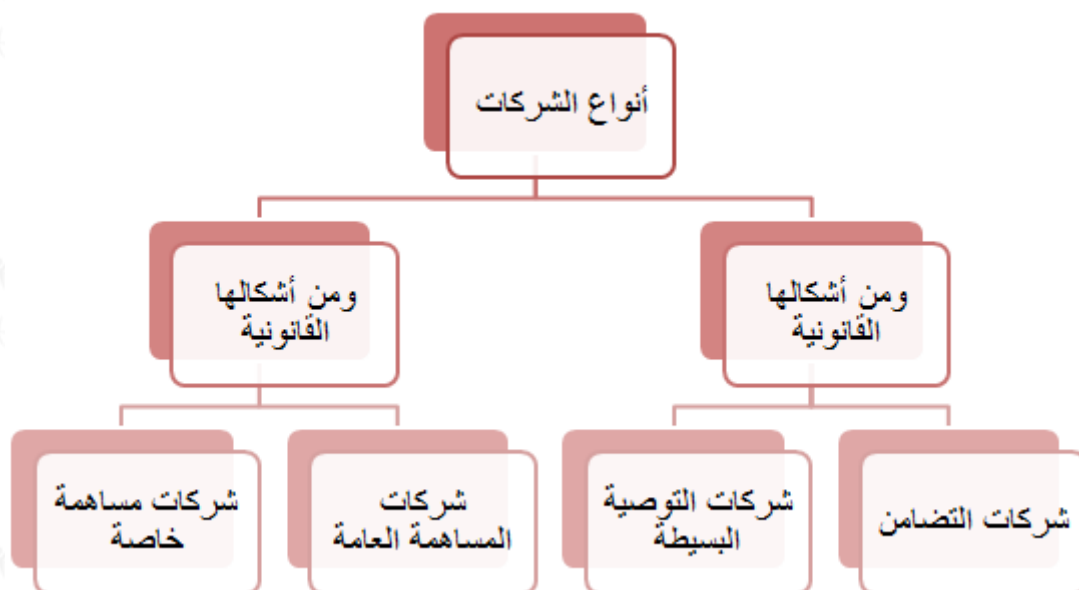 أنواع الشركات
ومن أشكالها
القانونية
ومن أشكالها
القانونية
شركات التضامن
شركات التوصية
البسيطة
شركات
المساهمة العامة
شركات مساهمة
خاصة